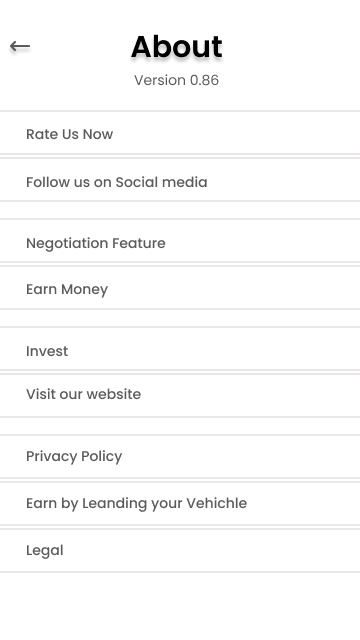 About
Version 0.86
Rate Us Now
Follow us on Social media
Negotiation Feature
Earn Money
Invest
Visit our website
Privacy Policy
Earn by Leanding your Vehichle
Legal